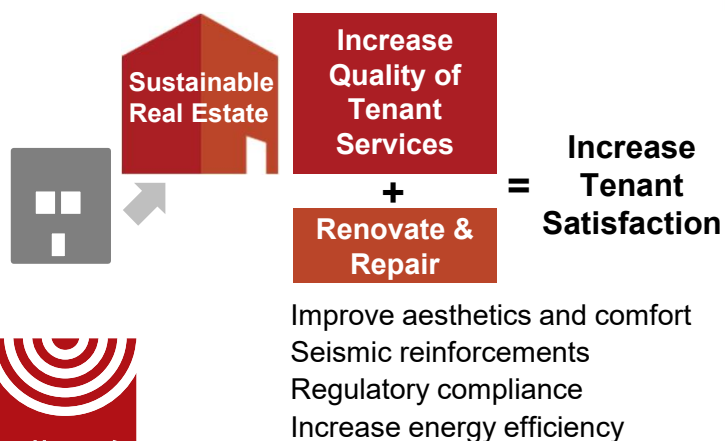 Sustainable
Real Estate
Increase
Quality of
Tenant
Services
+
Renovate &
Repair
=
Increase
Tenant
Satisfaction
Improve aesthetics and comfort
Seismic reinforcements
Regulatory compliance
Increase energy efficiency